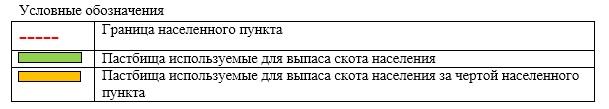 Условные обозначения
Граница населенного пункта
Пастбища используемые для выпаса скота населения
Пастбища используемые для выпаса скота населения за чертой населенного
пункта